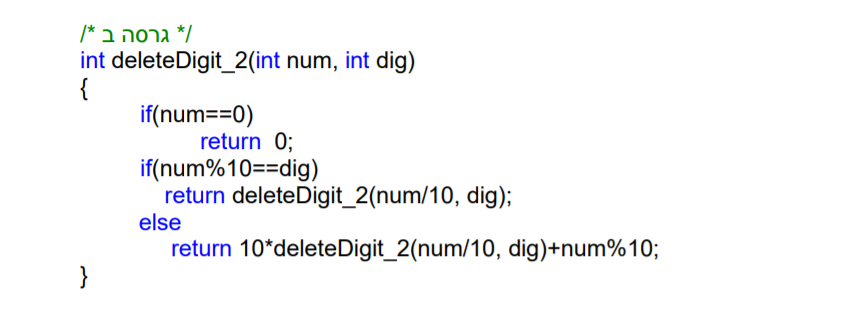 /* גרסה ב */
int deleteDigit_2(int num, int dig)
{
if(num==0)
return 0;
if(num%10==dig)
return deleteDigit_2(num/10, dig);
else
return 10*deleteDigit_2(num/10, dig)+num%10;
}